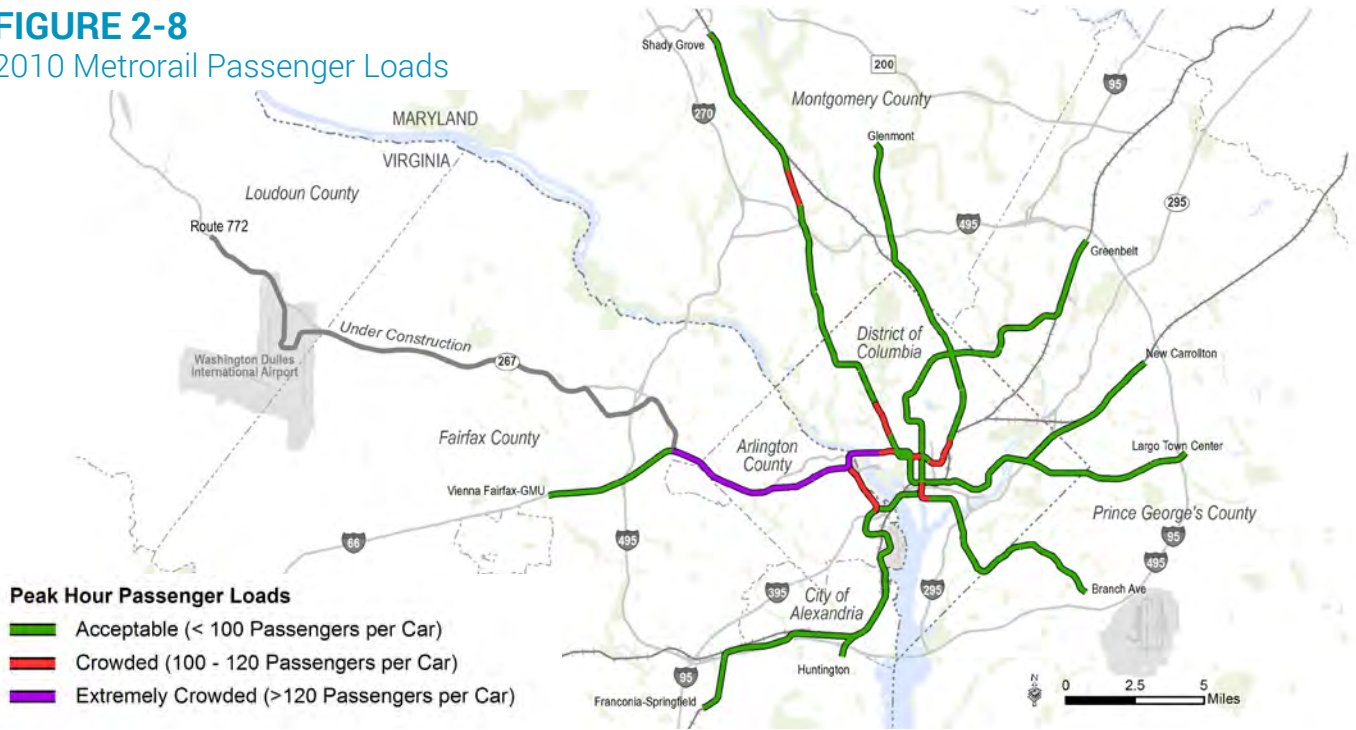 FIGURE 2-8
2010 Metrorail Passenger Loads
Shady Grove
200
95
Montgomery County
270
MARYLAND
Glenmont
VIRGINIA
Loudoun County
295
495
Route 772
Greenbelt
Under Construction
District of
Columbia
Washington Dulles
International Airport
267
New Carrollton
Fairfax County
Arlington
County
Largo Town Center
Vienna Fairfax-GMU
Prince George's County
66
495
95
495
395
295
Branch Ave
City of
Alexandria
Huntington
95
Franconia-Springfield
Peak Hour Passenger Loads
Acceptable (< 100 Passengers per Car)
Crowded (100 - 120 Passengers per Car)
Extremely Crowded (>120 Passengers per Car)
0 2.5 5
Miles